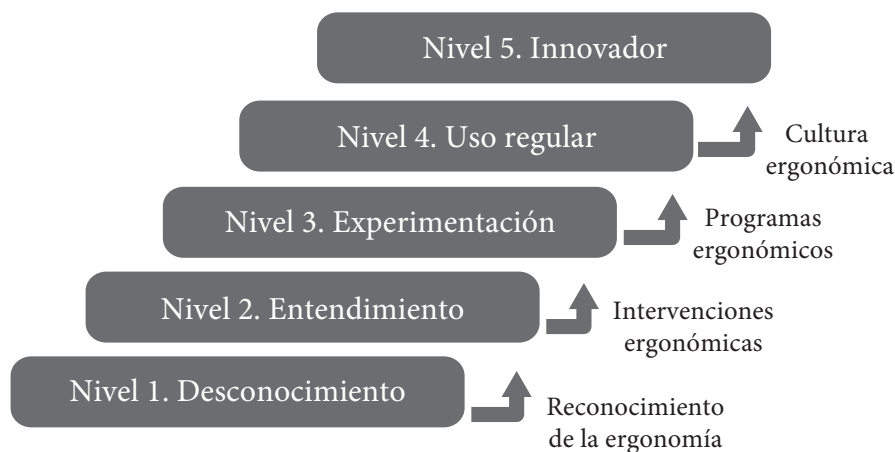 Nivel 5. Innovador
Nivel 4. Uso regular
Cultura
ergonómica
Nivel 3. Experimentación
Programas
ergonómicos
Nivel 2. Entendimiento
Intervenciones
ergonómicas
Nivel 1. Desconocimiento
Reconocimiento
de la ergonomía